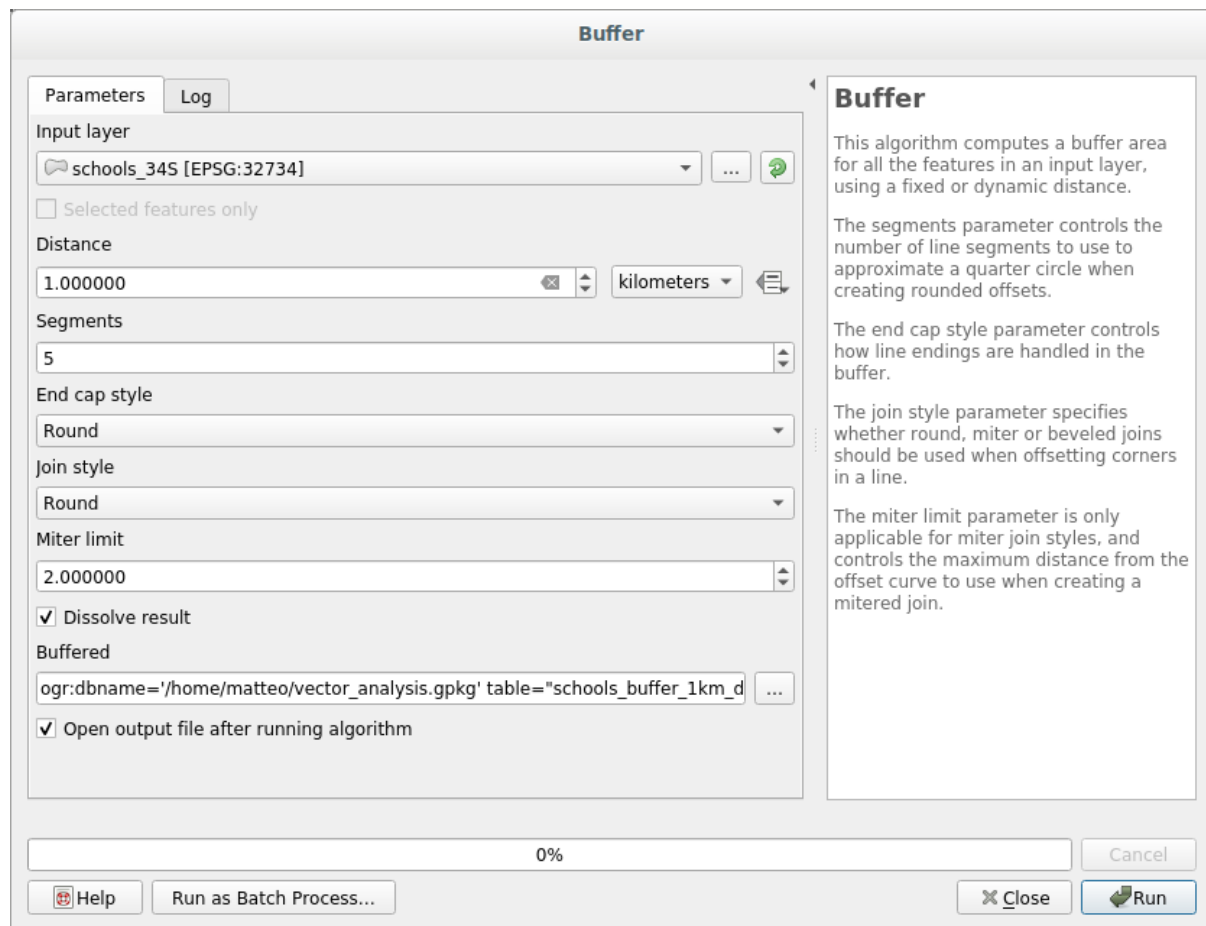 Buffer
Parameters
Log
Input layer
schools_34S [EPSG:32734]
...
Selected features only
Distance
1.000000
kilometers
Segments
5
End cap style
Round
Join style
Round
Miter limit
2.000000
Dissolve result
Buffered
ogr:dbname='/home/matteo/vector_analysis.gpkg' table="schools_buffer_1km_d
...
Open output file after running algorithm
Buffer
This algorithm computes a buffer area
for all the features in an input layer,
using a fixed or dynamic distance.
The segments parameter controls the
number of line segments to use to
approximate a quarter circle when
creating rounded offsets.
The end cap style parameter controls
how line endings are handled in the
buffer.
The join style parameter specifies
whether round, miter or beveled joins
should be used when offsetting corners
in a line.
The miter limit parameter is only
applicable for miter join styles, and
controls the maximum distance from the
offset curve to use when creating a
mitered join.
0%
Cancel
Help
Run as Batch Process...
Close
Run